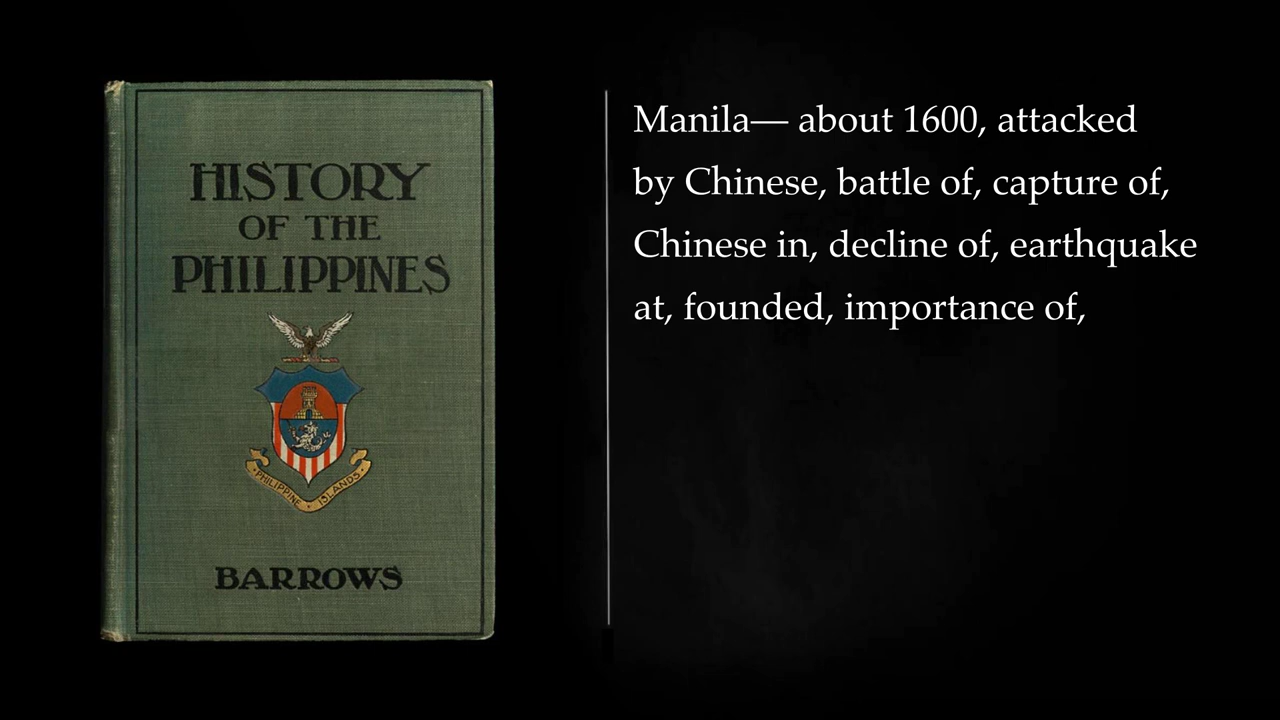 HISTORY
OF THE
PHILIPPINES
PHILIPPINE ISLANDS
BARROWS
Manila— about 1600, attacked
by Chinese, battle of, capture of,
Chinese in, decline of, earthquake
at, founded, importance of,